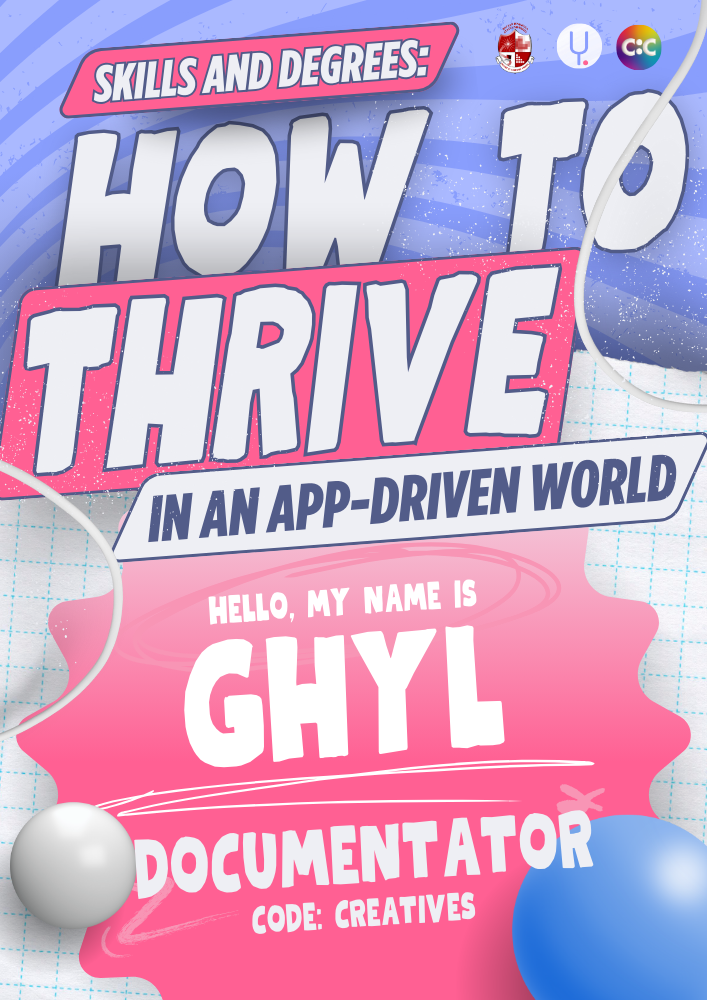 SKILLS AND DEGREES:
C:C
HOW TO
THRIVE
IN AN APP-DRIVEN WORLD
HELLO, MY NAME IS
GHYL
DOCUMENTATOR
CODE: CREATIVES